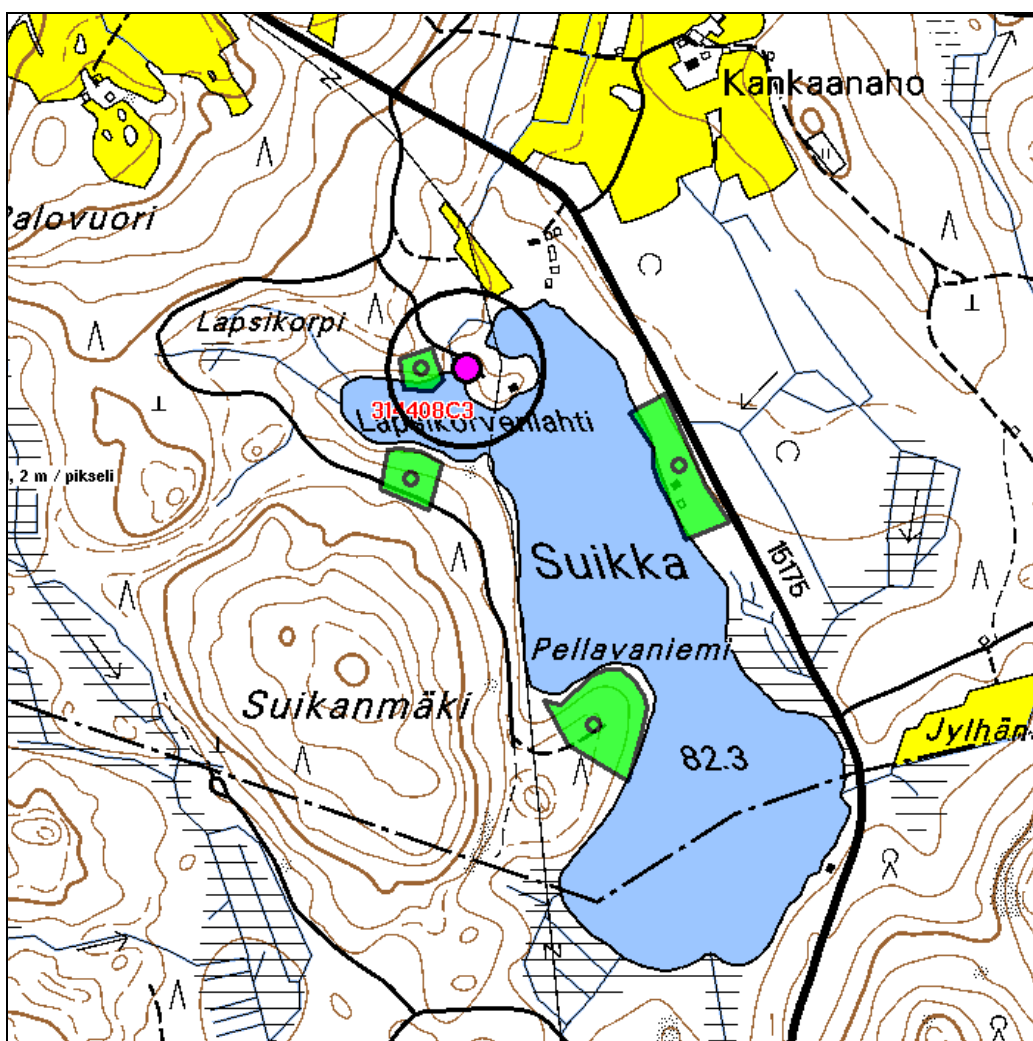 Kankaanaho
Palovuori
Lapsikorpi
314408C3
Lapsikorvenlahti
, 2 m / pikseli
Suikka
15175
Pellavaniemi
Suikanmäki
82.3
Jylhän